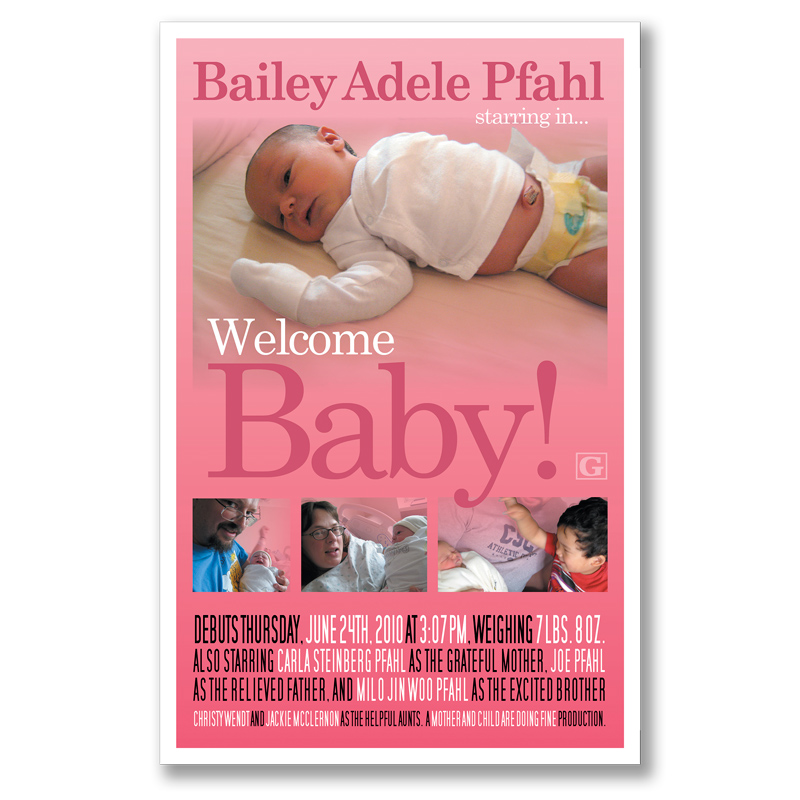 Bailey Adele Pfahl
starring in...
Welcome
Baby!
G
DEBUTS THURSDAY, JUNE 24TH, 2010 AT 3:07 PM, WEIGHING 7 LBS. 8 OZ.
ALSO STARRING CARLA STEINBERG PFAHL AS THE GRATEFUL MOTHER, JOE PFAHL
AS THE RELIEVED FATHER, AND MILO JIN WOO PFAHL AS THE EXCITED BROTHER
CHRISTY WENDT AND JACKIE MCCLERNON AS THE HELPFUL AUNTS. A MOTHER AND CHILD ARE DOING FINE PRODUCTION.